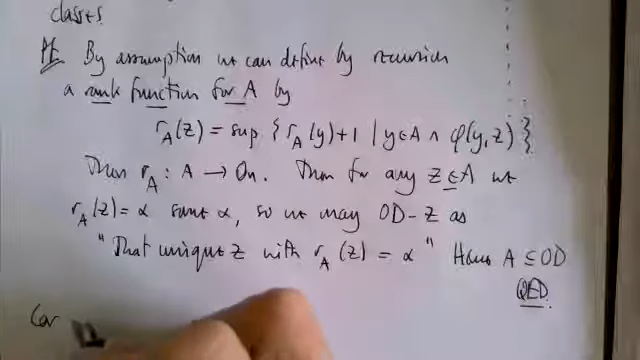 classes.
Pf. By assumption we can define by recursion
a rank function for A by
r_A(z) = sup {r_A(y)+1 | y∈A ∧ φ(y,z)}
Then r_A : A → On. Then for any z∈A we
r_A(z) = α some α, so we may OD-z as
"That unique z with r_A(z) = α" Hence A ⊆ OD
QED.
Cor